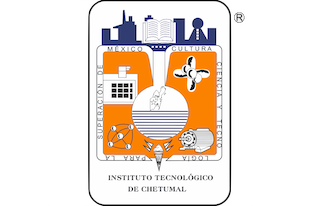 ®
CULTURA CIENCIA Y TECNO
LOGÍA PARA LA SUPERACIÓN DE MÉXICO
INSTITUTO TECNOLÓGICO
DE CHETUMAL